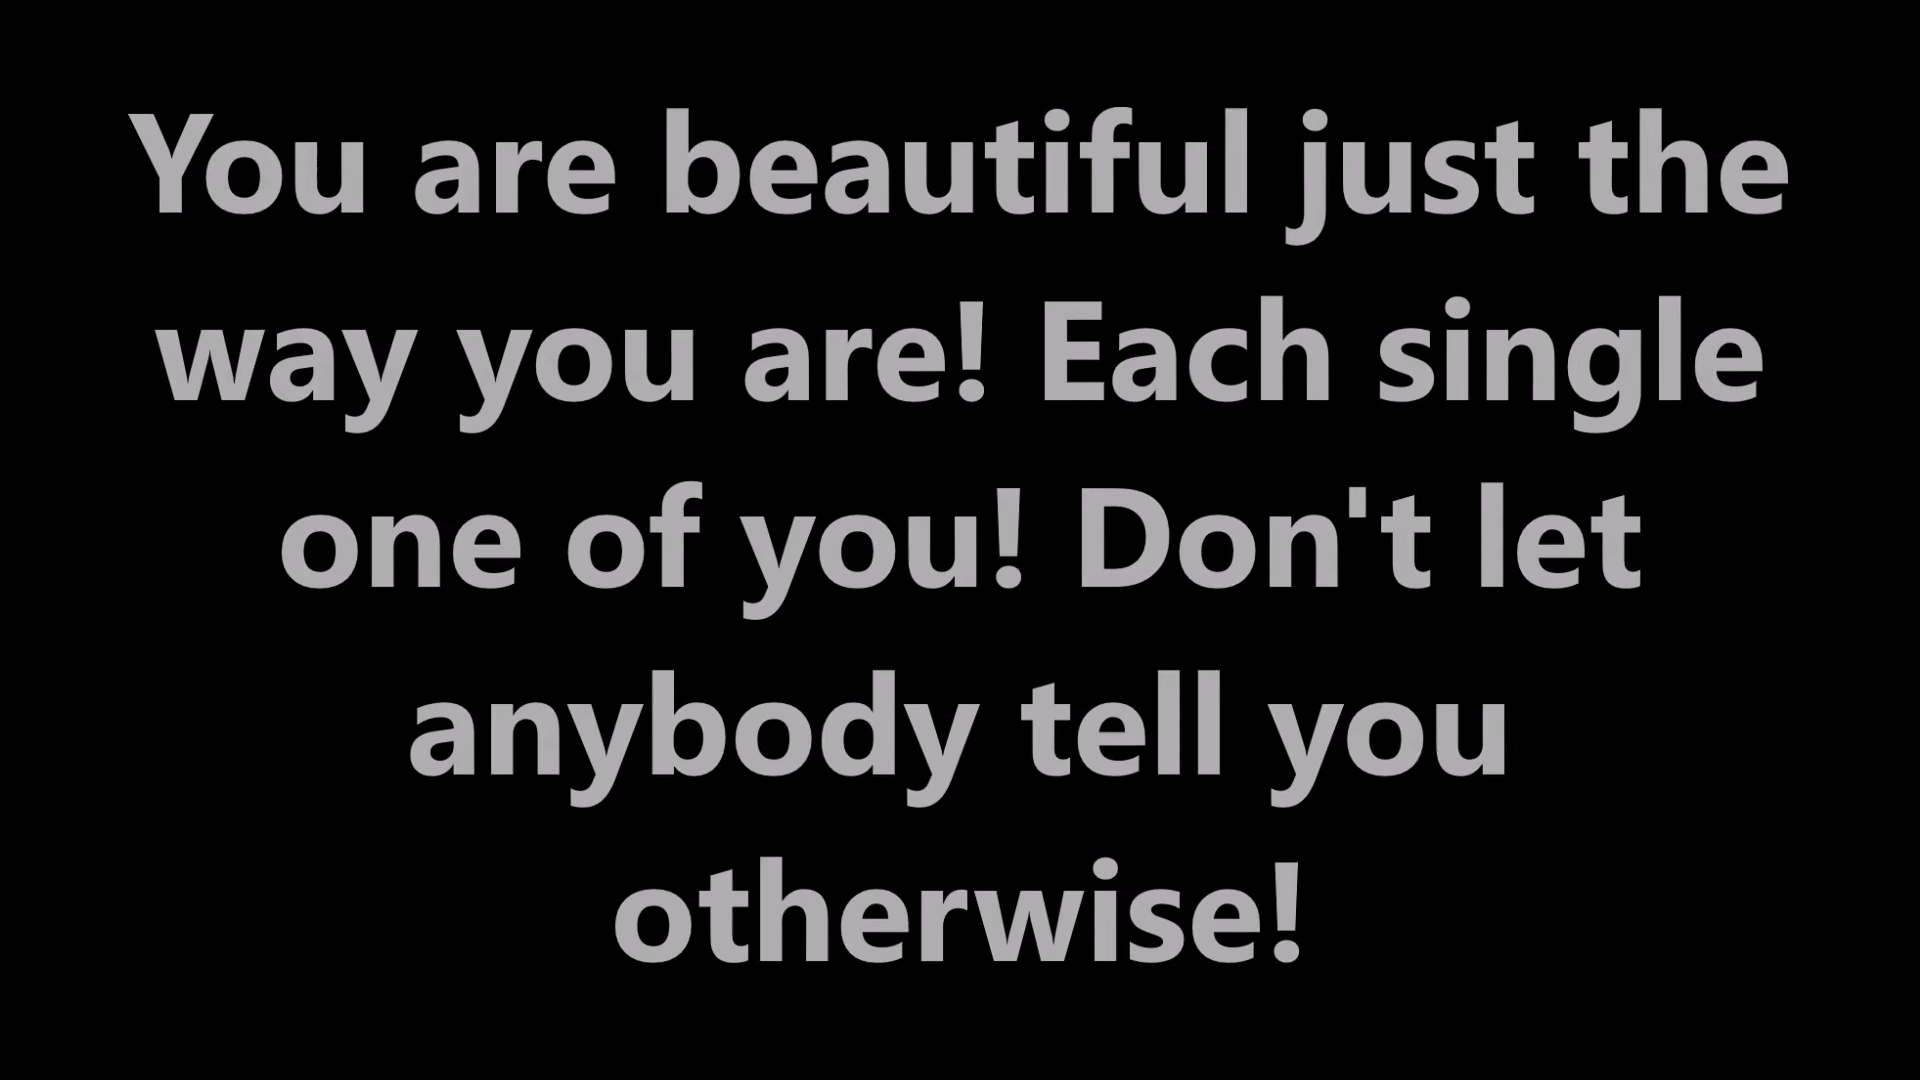 You are beautiful just the
way you are! Each single
one of you! Don't let
anybody tell you
otherwise!